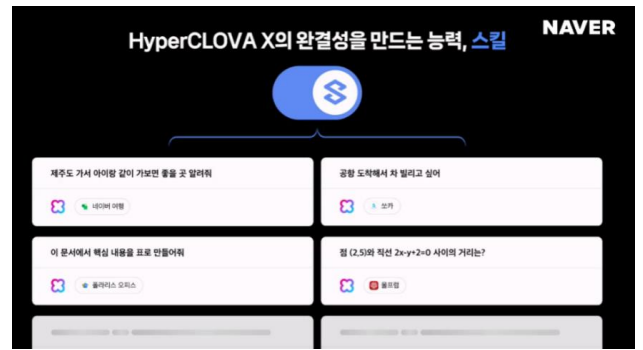 HyperCLOVA X의 완결성을 만드는 능력, 스킬
NAVER
제주도 가서 아이랑 같이 가보면 좋을 곳 알려줘
네이버 여행
공항 도착해서 차 빌리고 싶어
쏘카
이 문서에서 핵심 내용을 표로 만들어줘
폴라리스 오피스
점 (2,5)와 직선 2x-y+2=0 사이의 거리는?
울프램